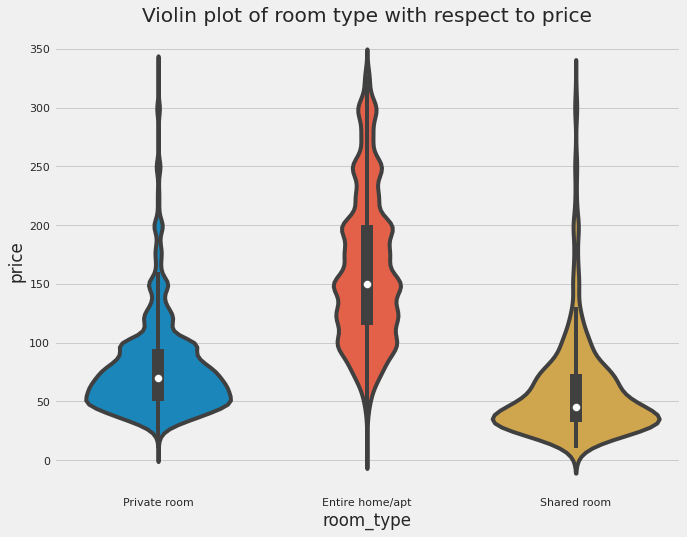 Violin plot of room type with respect to price
350
300
250
200
150
100
50
0
price
Private room
Entire home/apt
Shared room
room_type